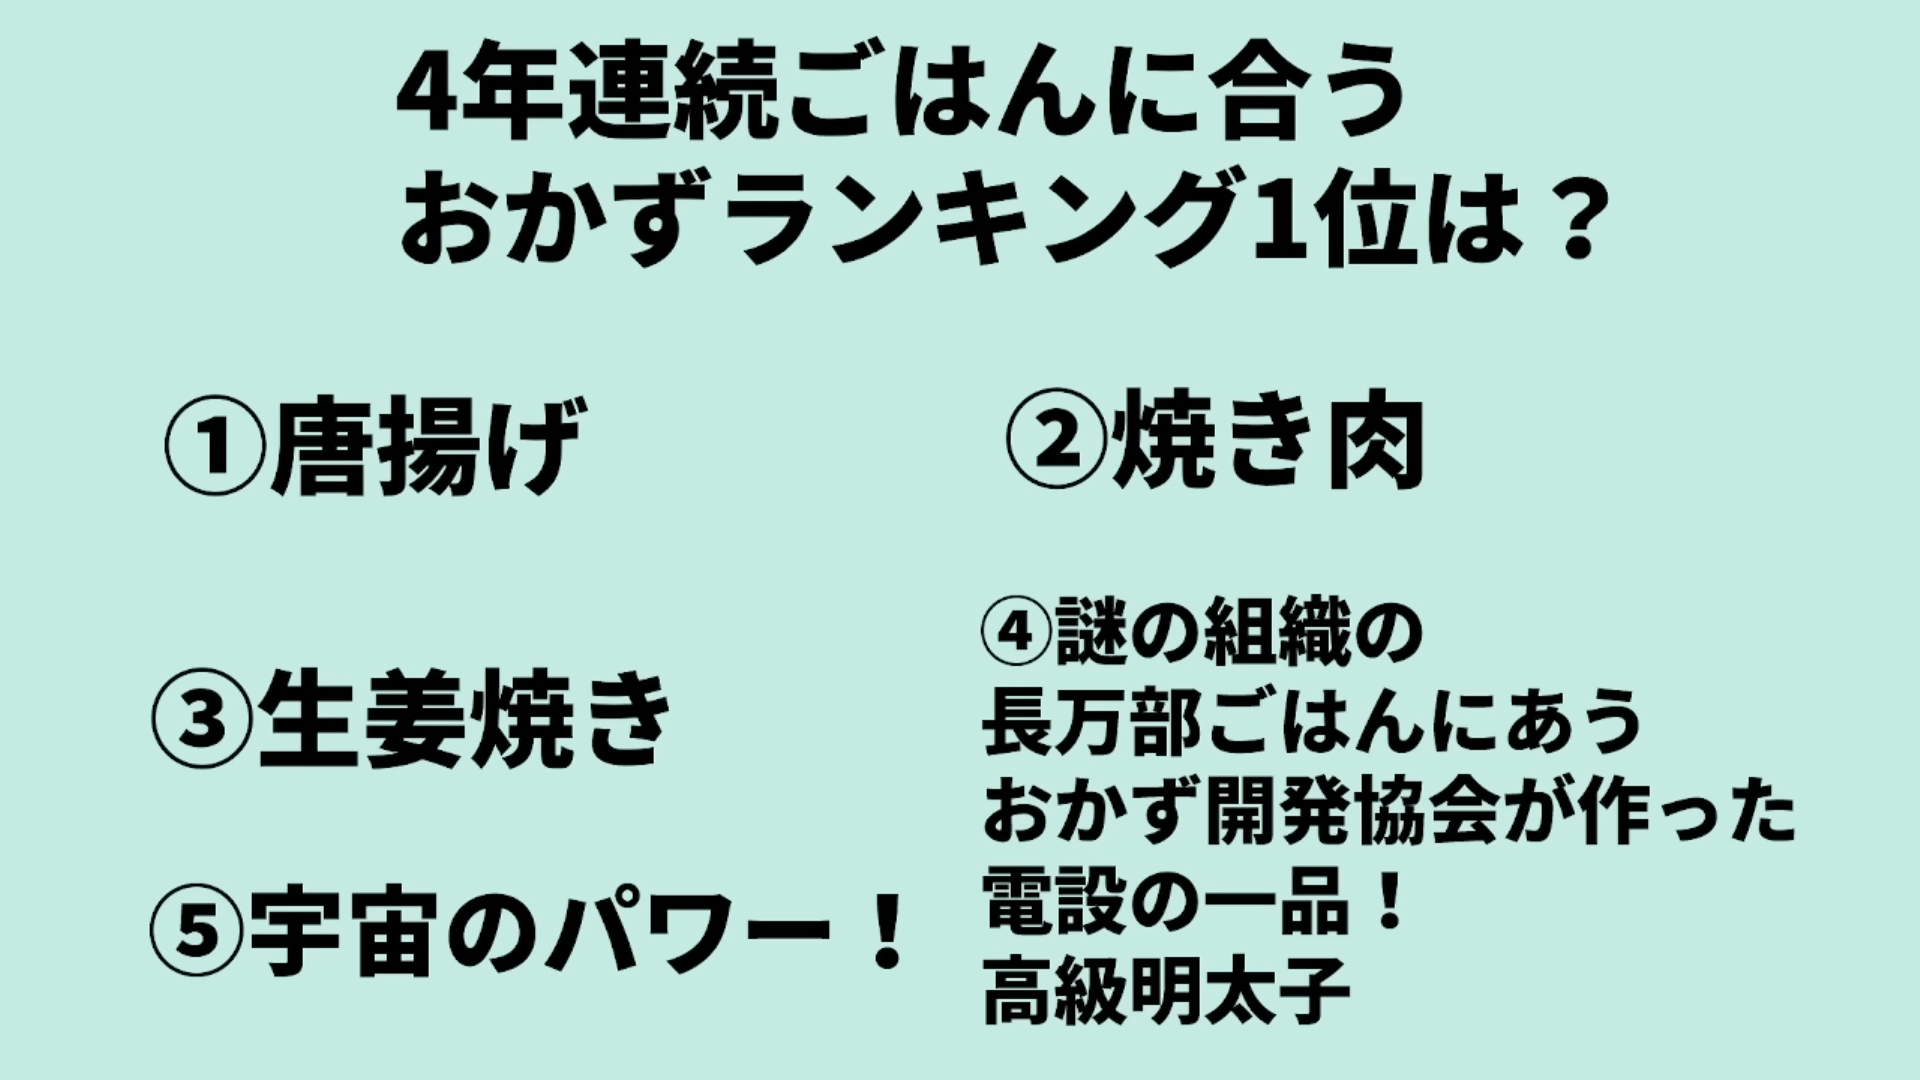 4年連続ごはんに合う
おかずランキング1位は？
①唐揚げ
②焼き肉
③生姜焼き
④謎の組織の
長万部ごはんにあう
おかず開発協会が作った
電設の一品！
高級明太子
⑤宇宙のパワー！